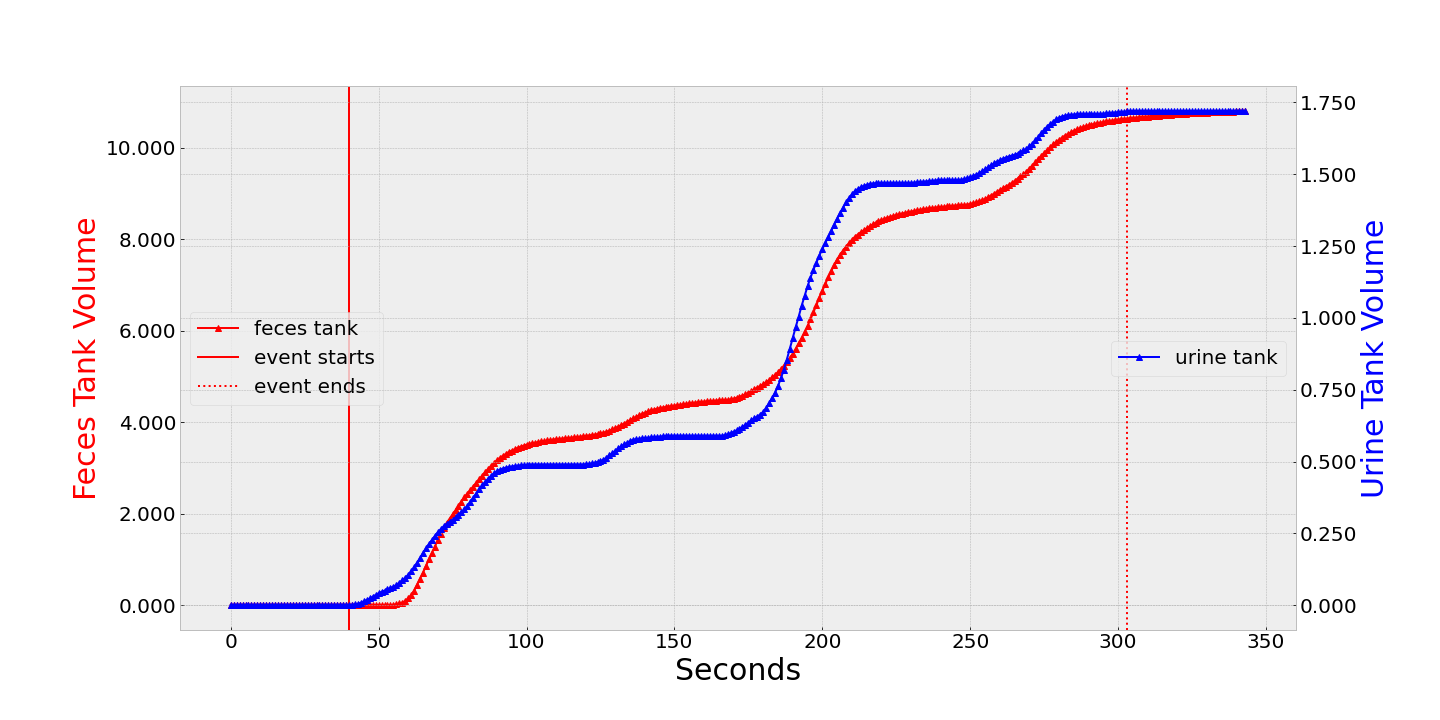 Feces Tank Volume
10.000
8.000
6.000
4.000
2.000
0.000
feces tank
event starts
event ends
urine tank
1.750
1.500
1.250
1.000
0.750
0.500
0.250
0.000
Urine Tank Volume
0 50 100 150 200 250 300 350
Seconds